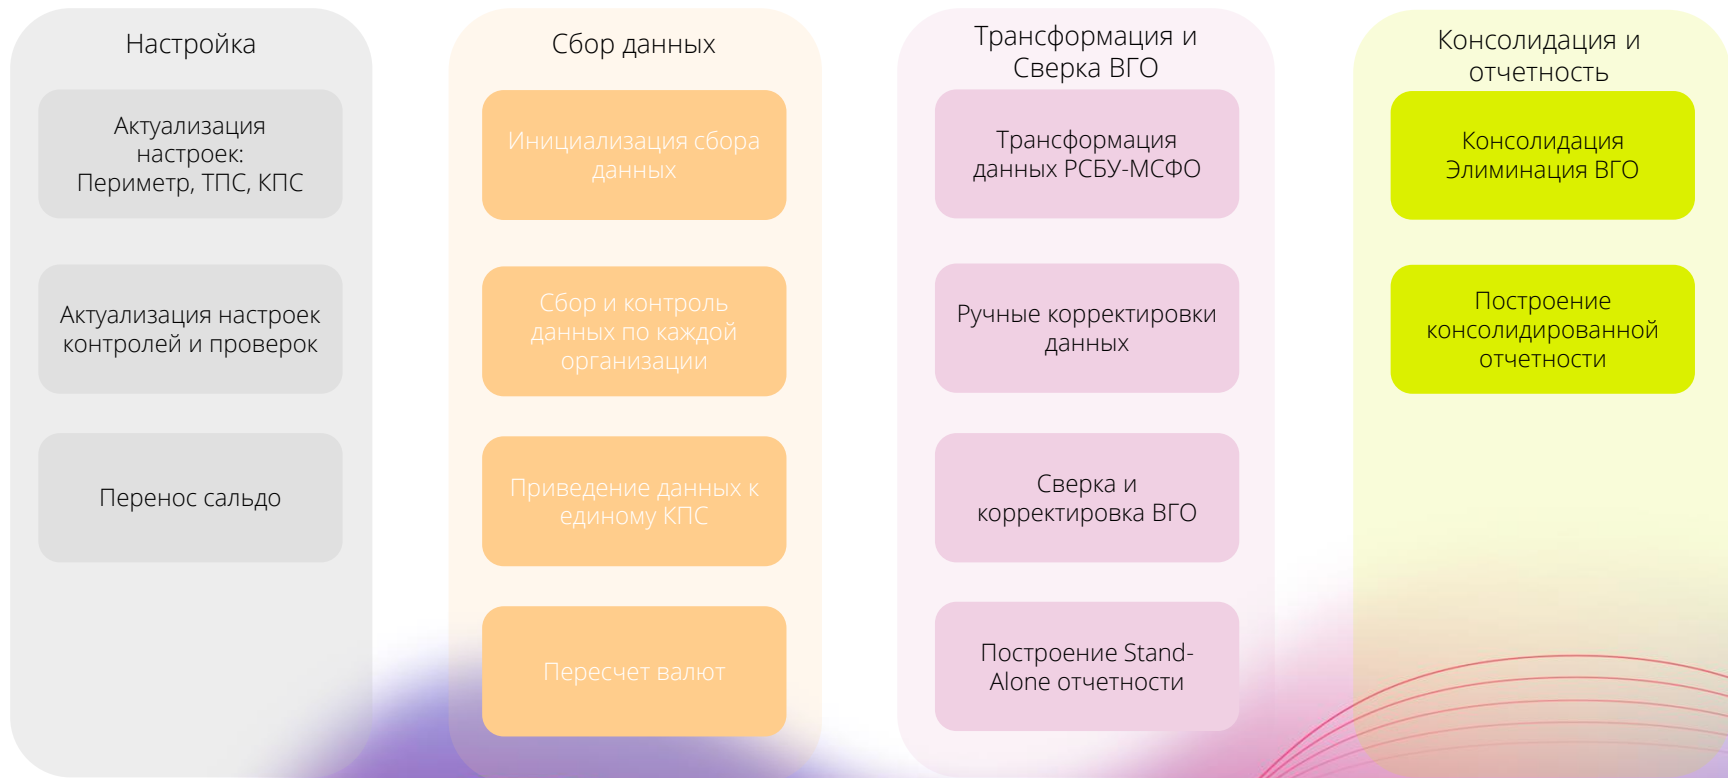 Настройка
Актуализация
настроек:
Периметр, ТПС, КПС
Актуализация настроек
контролей и проверок
Перенос сальдо
Сбор данных
Инициализация сбора
данных
Сбор и контроль
данных по каждой
организации
Приведение данных к
единому КПС
Пересчет валют
Трансформация и
Сверка ВГО
Трансформация
данных РСБУ-МСФО
Ручные корректировки
данных
Сверка и
корректировка ВГО
Построение Stand-
Alone отчетности
Консолидация и
отчетность
Консолидация
Элиминация ВГО
Построение
консолидированной
отчетности